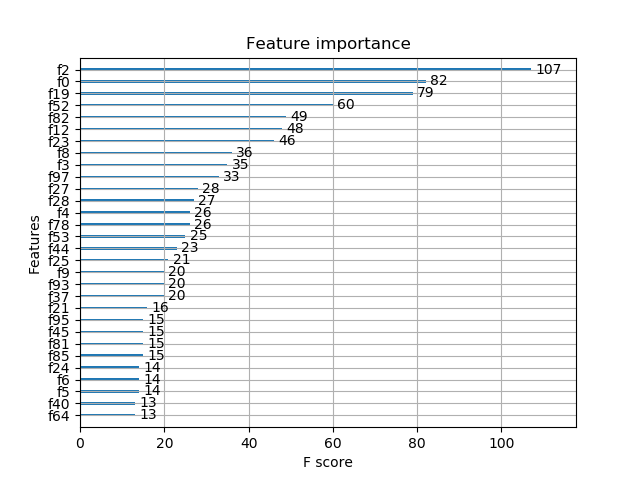 Feature importance
Features
f2 107
f0 82
f19 79
f52 60
f82 49
f12 48
f23 46
f8 36
f3 35
f97 33
f27 28
f28 27
f4 26
f78 26
f53 25
f44 23
f25 21
f9 20
f93 20
f37 20
f21 16
f95 15
f45 15
f81 15
f85 15
f24 14
f6 14
f5 14
f40 13
f64 13
0 20 40 60 80 100
F score